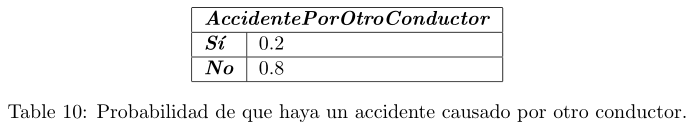 AccidentePorOtroConductor
Sí 0.2
No 0.8
Table 10: Probabilidad de que haya un accidente causado por otro conductor.